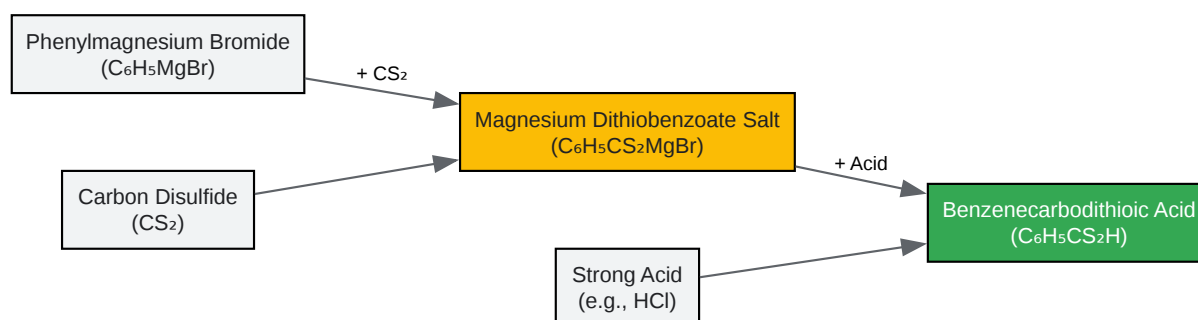 Phenylmagnesium Bromide
(C₆H₅MgBr)
+ CS₂
Magnesium Dithiobenzoate Salt
(C₆H₅CS₂MgBr)
Carbon Disulfide
(CS₂)
+ Acid
Benzenecarbodithioic Acid
(C₆H₅CS₂H)
Strong Acid
(e.g., HCl)